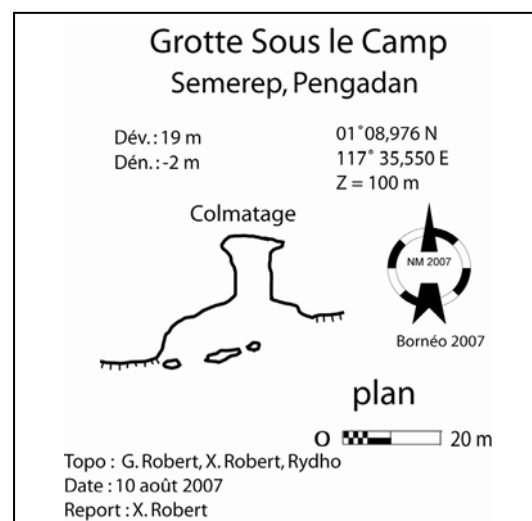 Grotte Sous le Camp
Semerep, Pengadan
Dév.: 19 m
Dén.: -2 m
01°08,976 N
117° 35,550 E
Z = 100 m
Colmatage
NM 2007
Bornéo 2007
plan
O 20 m
Topo : G. Robert, X. Robert, Rydho
Date : 10 août 2007
Report : X. Robert